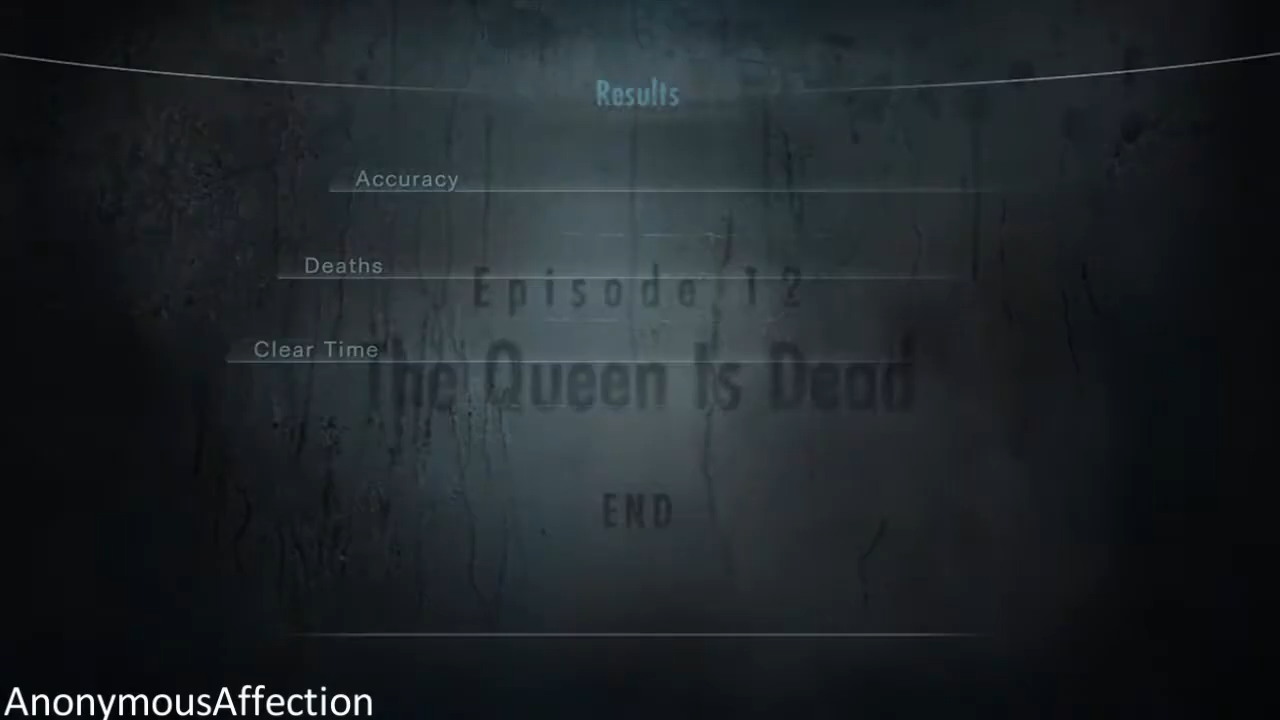 Results
Accuracy
Deaths
Episode 12
Clear Time
The Queen Is Dead
END
AnonymousAffection